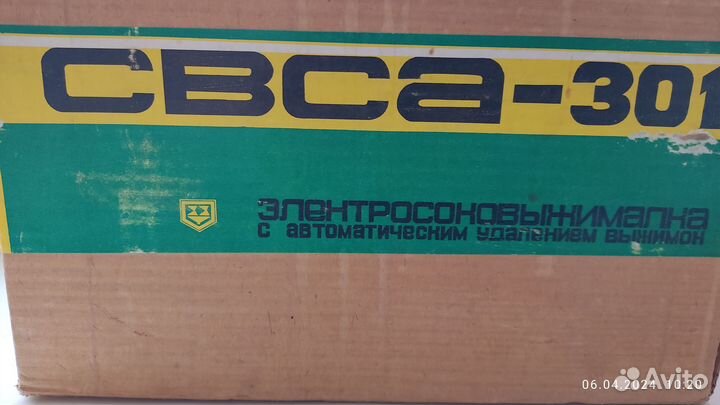 СВСА-301
ЭЛЕКТРОСОКОВЫЖИМАЛКА
С АВТОМАТИЧЕСКИМ УДАЛЕНИЕМ ВЫЖИМОК
06.04.2024 10:20
Avito